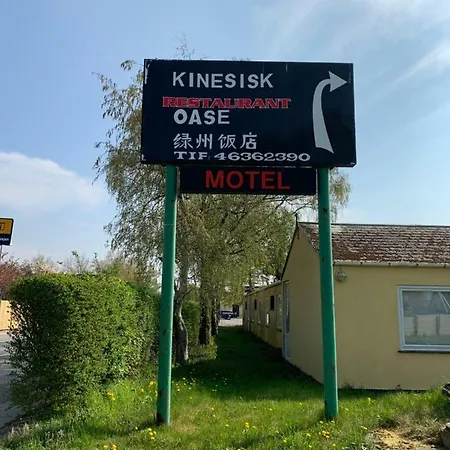 KINESISK
RESTAURANT
OASE
绿州饭店
TlF. 46362390
MOTEL